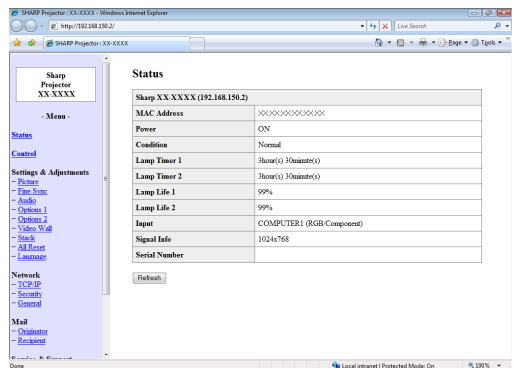 SHARP Projector : XX-XXXX - Windows Internet Explorer
http://192.168.150.2/
Live Search
SHARP Projector : XX-XXXX
Page
Tools
Sharp
Projector
XX-XXXX
- Menu -
Status
Control
Settings & Adjustments
– Picture
– Fine Sync
– Audio
– Options 1
– Options 2
– Video Wall
– Stack
– All Reset
– Language
Network
– TCP/IP
– Security
– General
Mail
– Originator
– Recipient
Service & Support
Status
Sharp XX-XXXX (192.168.150.2)
MAC Address XXXXXXXXXXXX
Power ON
Condition Normal
Lamp Timer 1 3hour(s) 30minute(s)
Lamp Timer 2 3hour(s) 30minute(s)
Lamp Life 1 99%
Lamp Life 2 99%
Input COMPUTER1 (RGB/Component)
Signal Info 1024x768
Serial Number
Refresh
Done
Local intranet | Protected Mode: On
100%